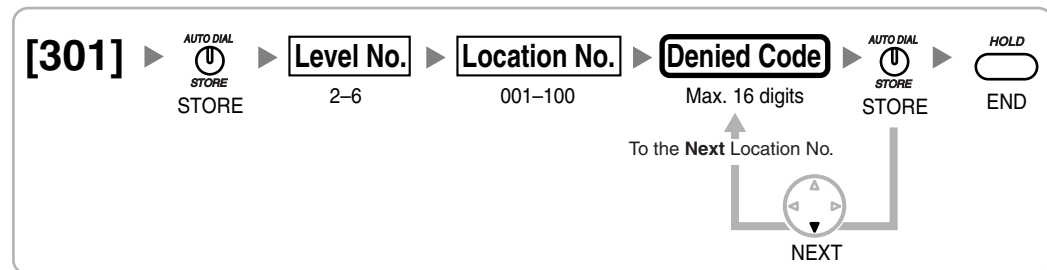 [301]
AUTO DIAL
STORE
STORE
Level No.
2–6
Location No.
001–100
Denied Code
Max. 16 digits
AUTO DIAL
STORE
STORE
HOLD
END
To the Next Location No.
NEXT